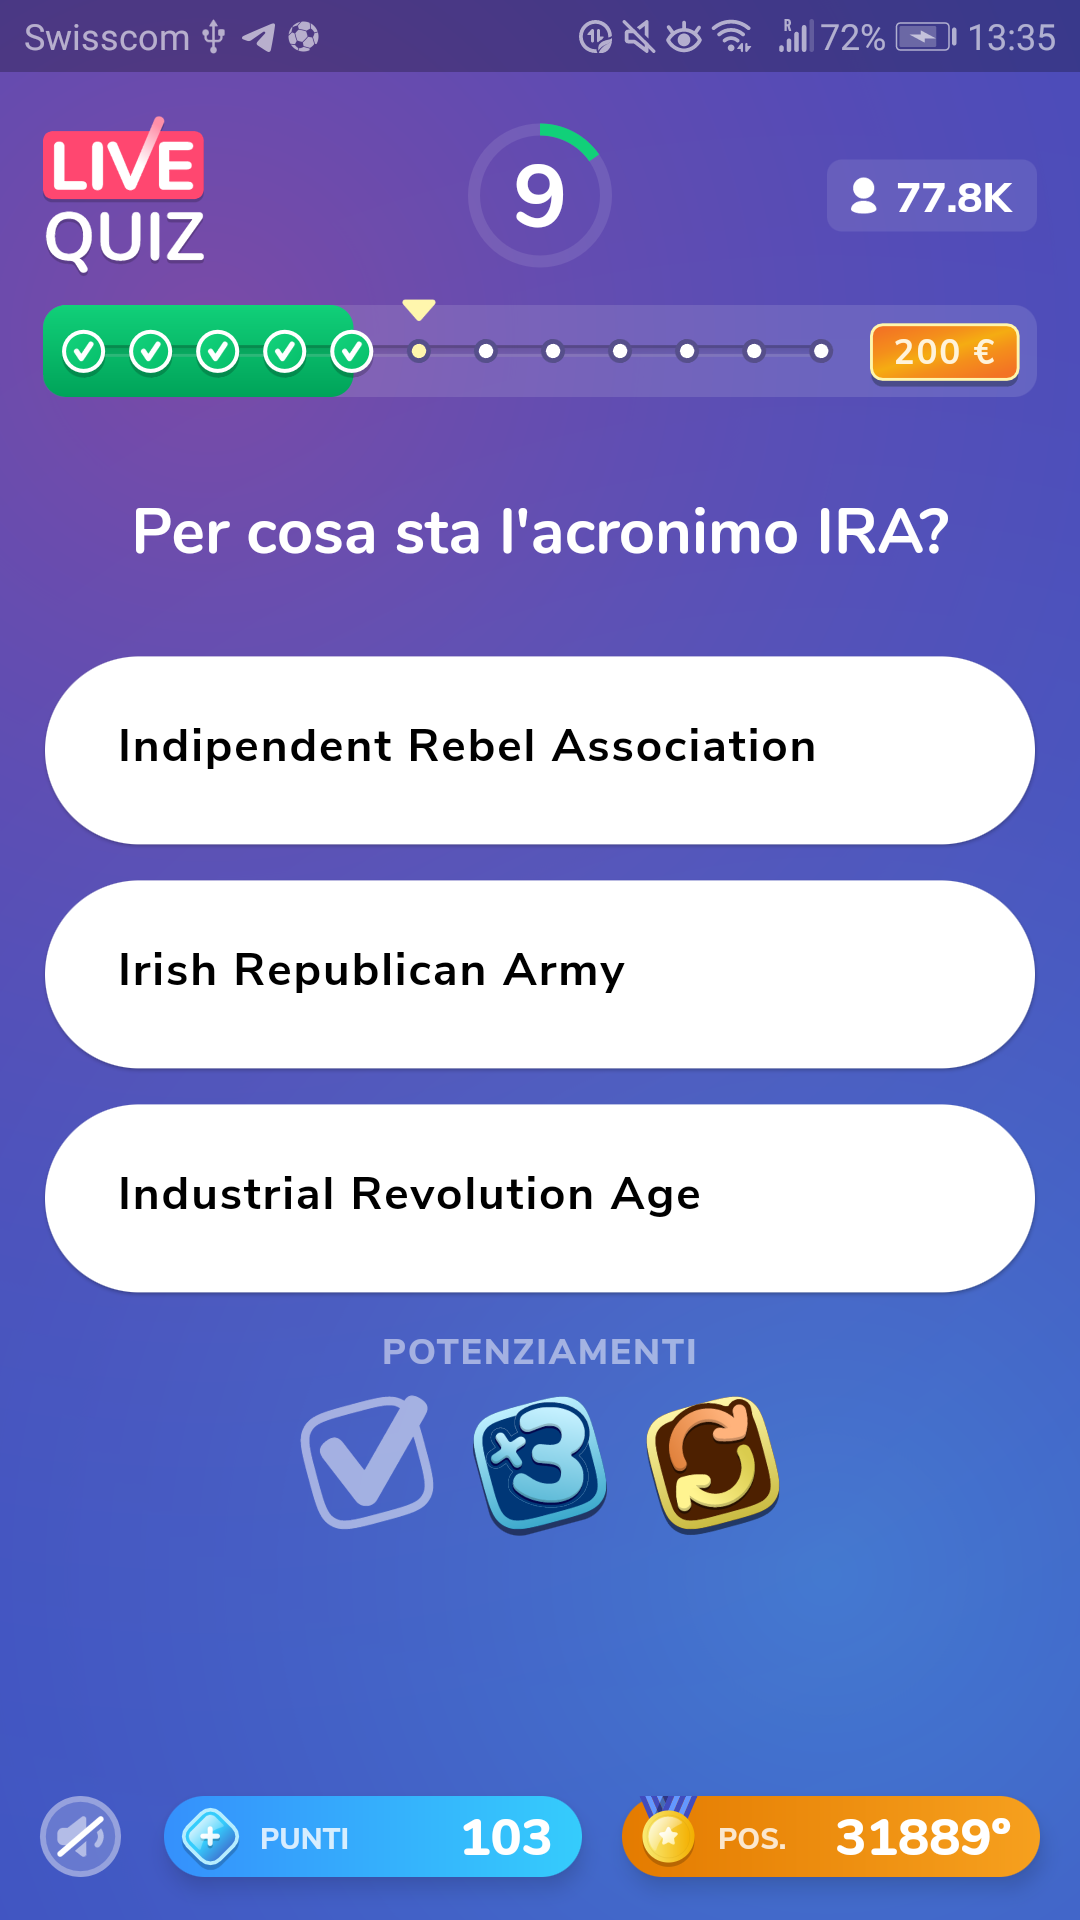 Swisscom 72% 13:35
LIVE
QUIZ
9
77.8K
200 €
Per cosa sta l'acronimo IRA?
Indipendent Rebel Association
Irish Republican Army
Industrial Revolution Age
POTENZIAMENTI
×3
PUNTI 103
POS. 31889°